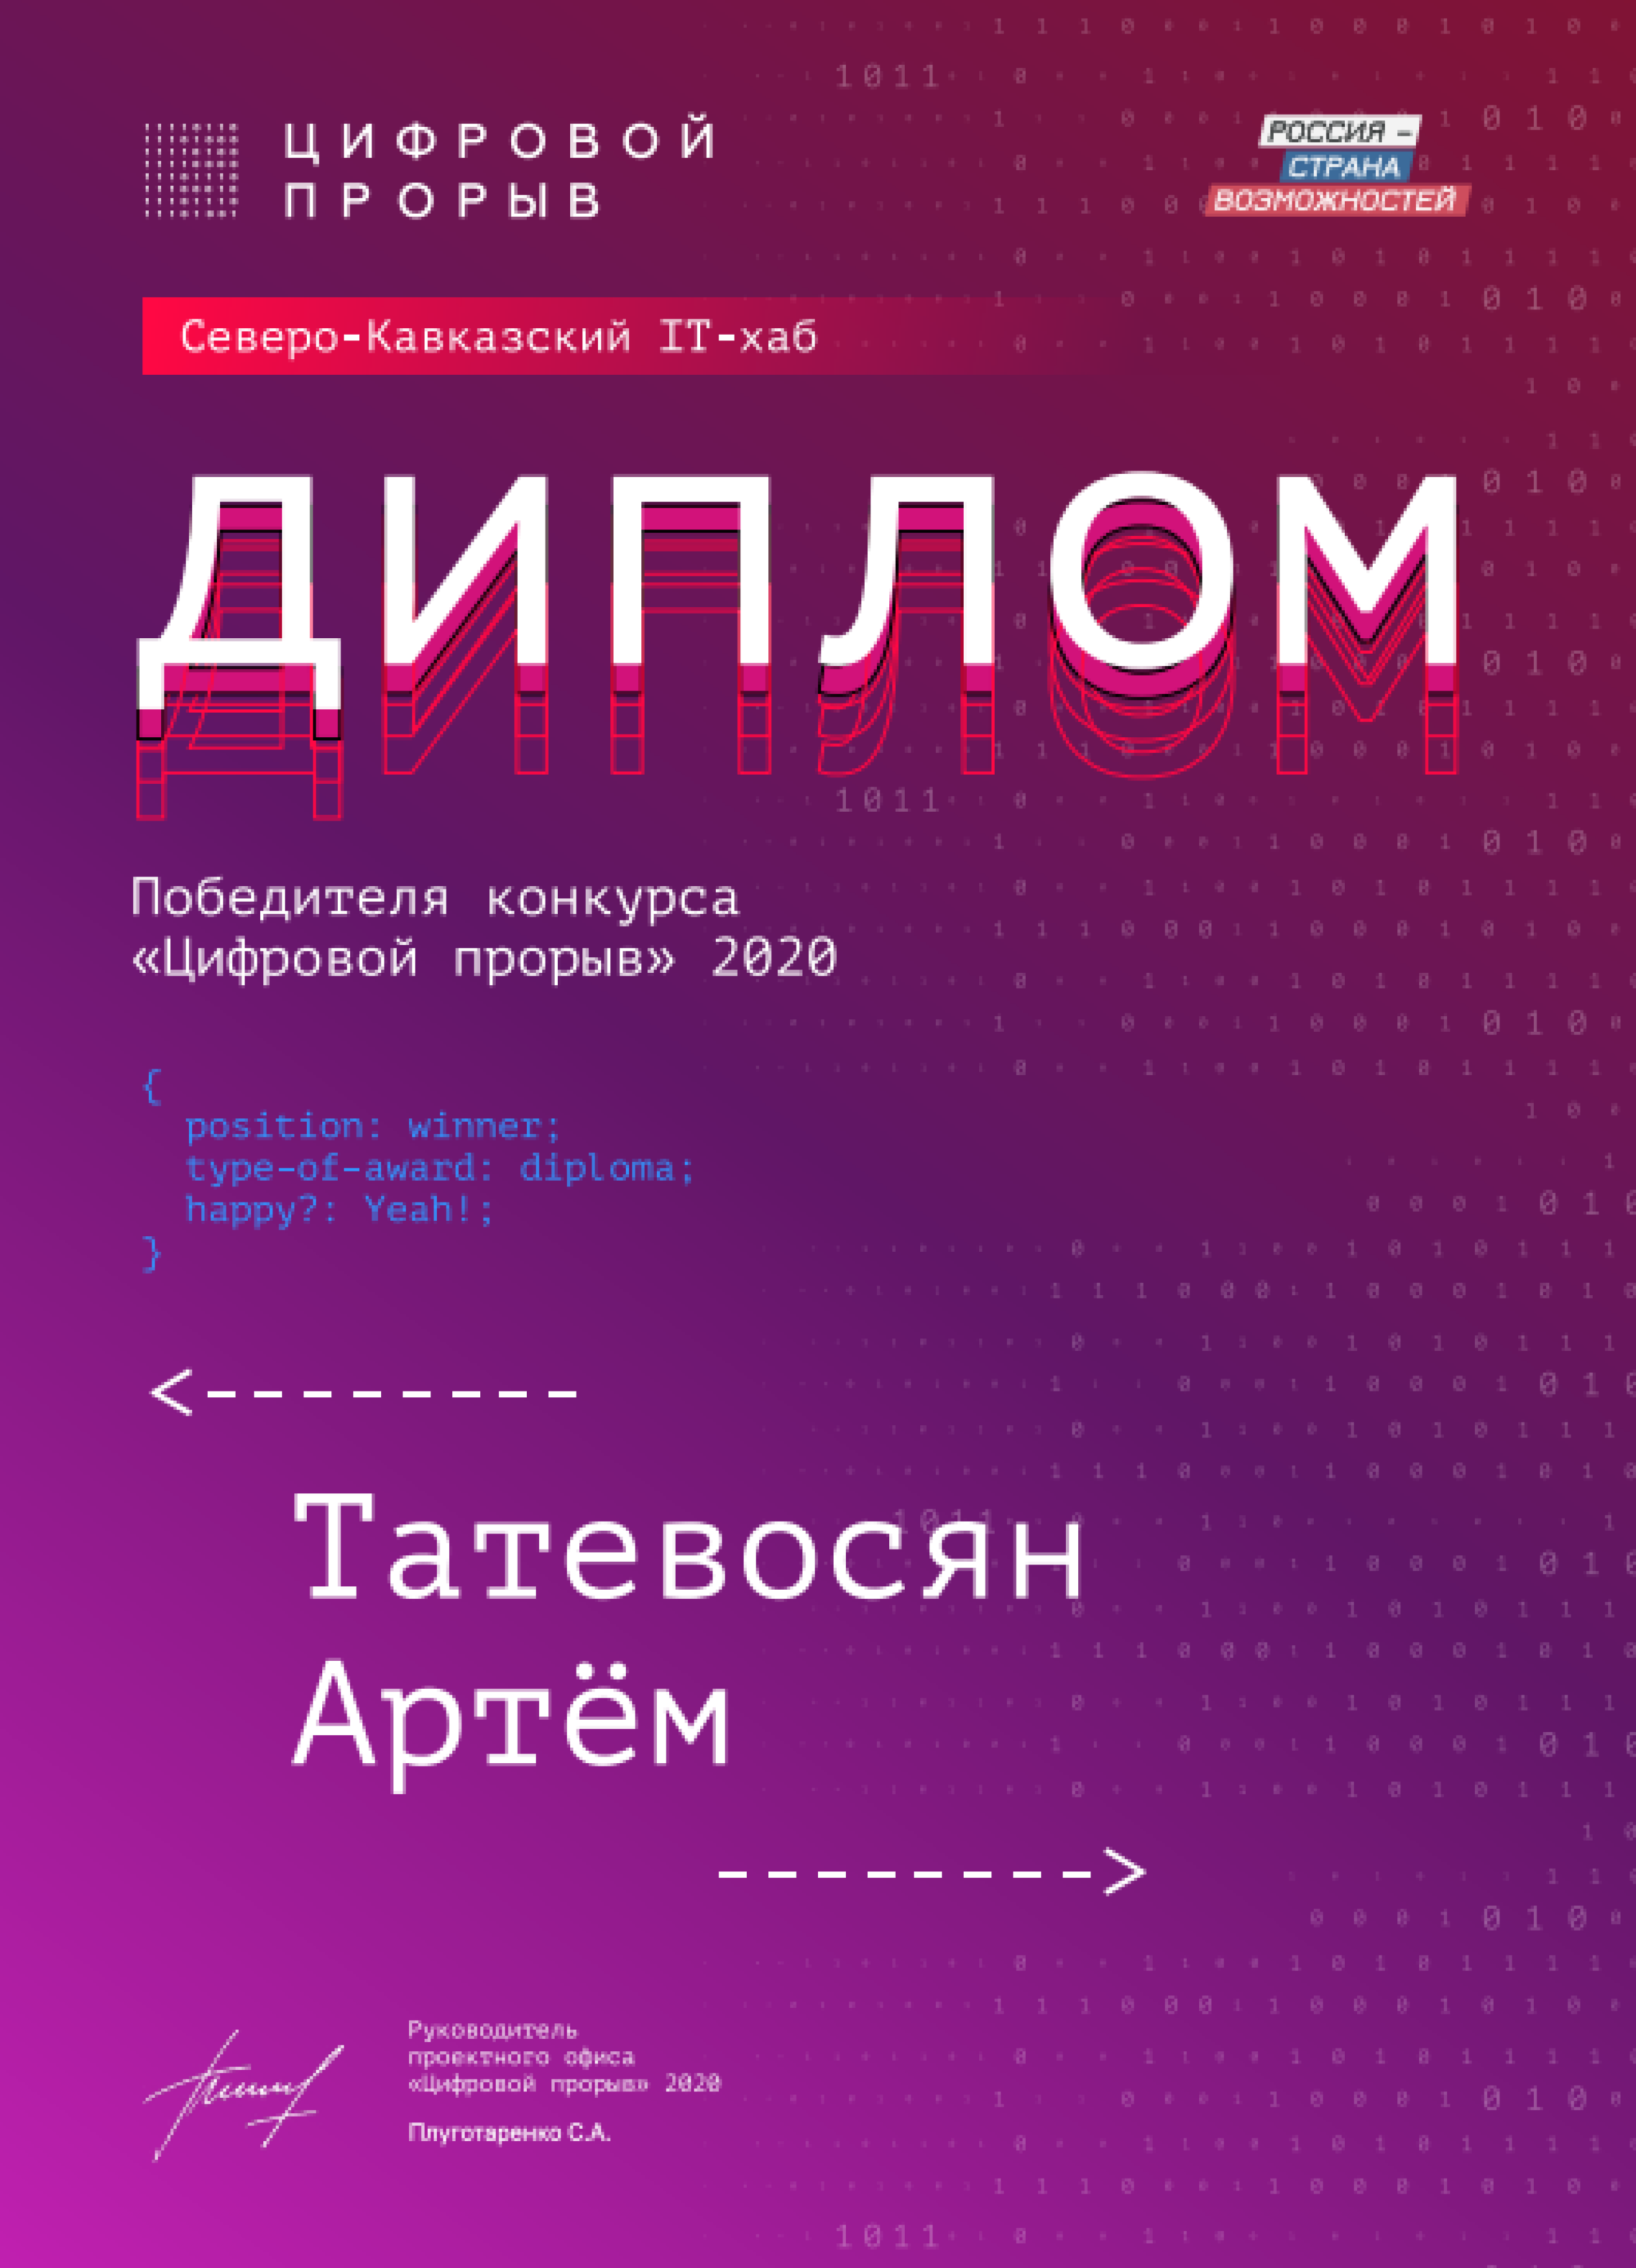 ЦИФРОВОЙ
ПРОРЫВ
РОССИЯ –
СТРАНА
ВОЗМОЖНОСТЕЙ
Северо-Кавказский IT-хаб
ДИПЛОМ
Победителя конкурса
«Цифровой прорыв» 2020
{
position: winner;
type-of-award: diploma;
happy?: Yeah!;
}
<--------
Татевосян
Артём
-------->
Руководитель
проектного офиса
«Цифровой прорыв» 2020
Плуготаренко С.А.